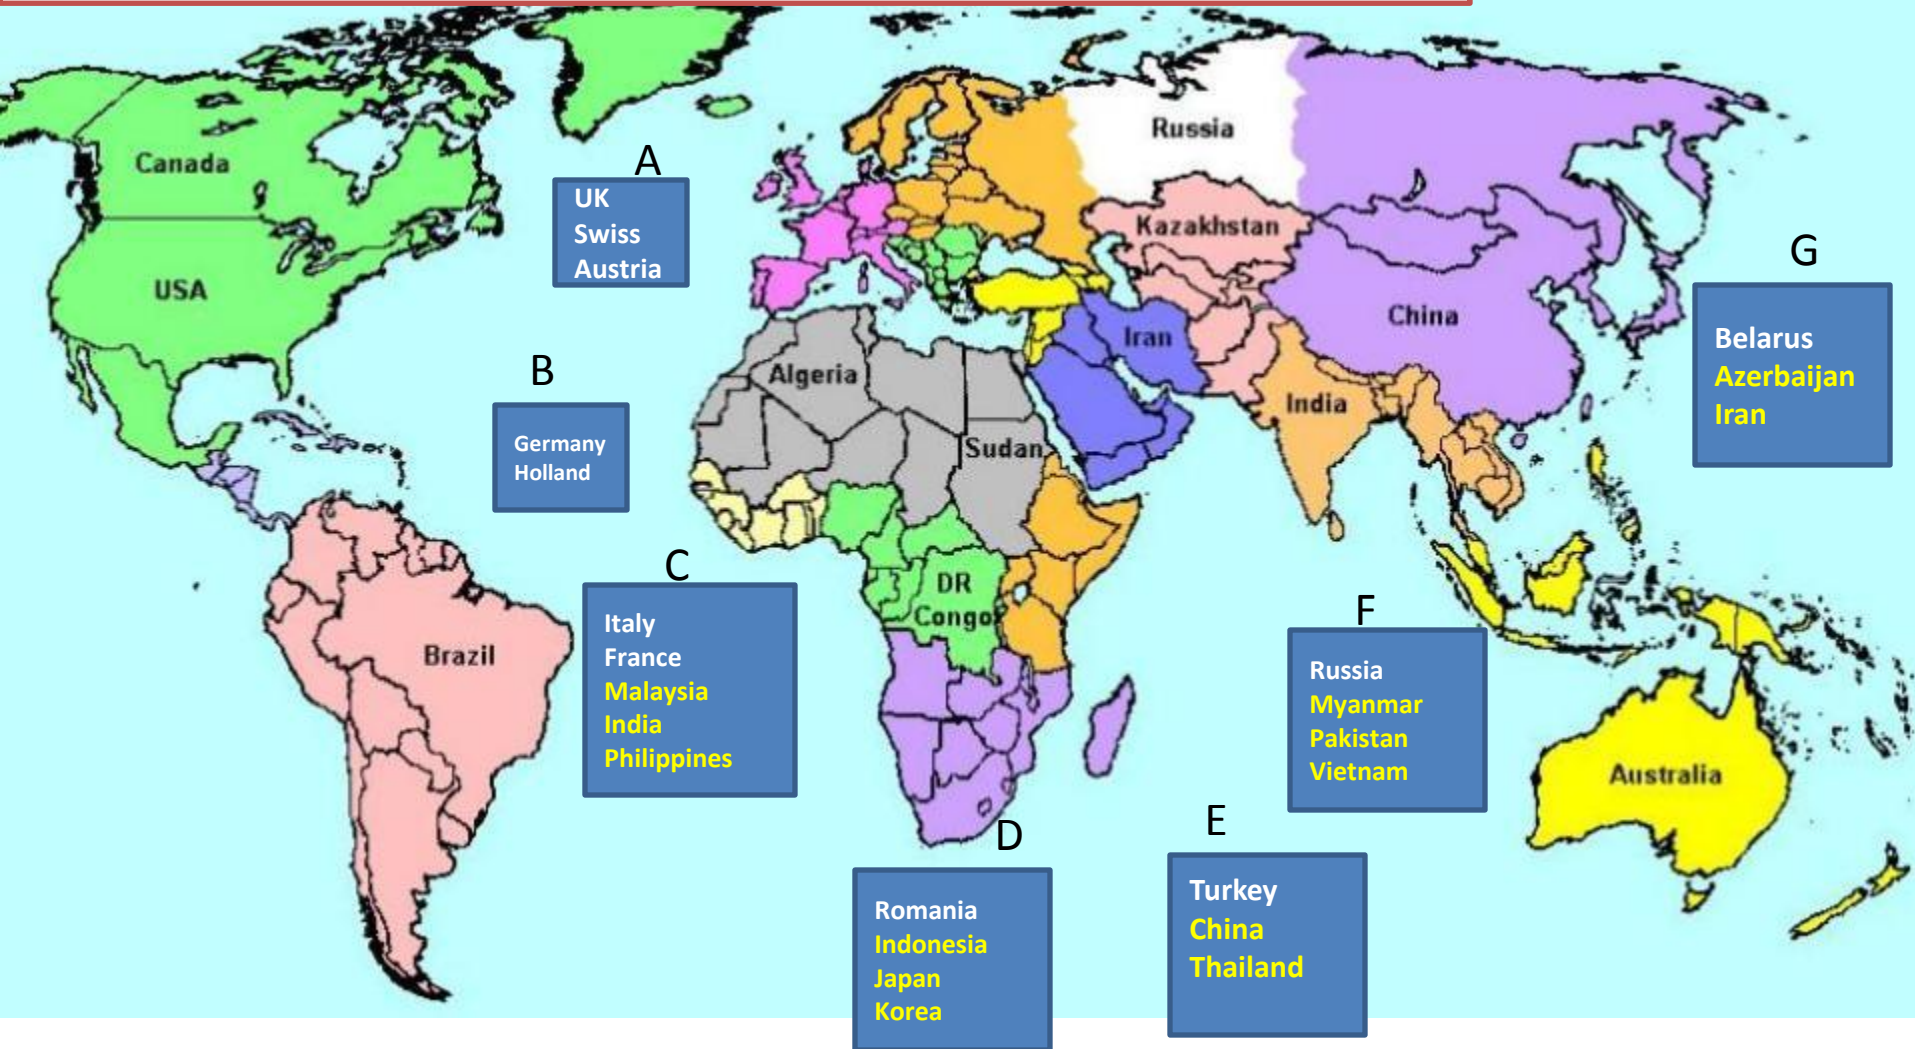 Canada
USA
Brazil
Algeria
Sudan
DR
Congo
Russia
Kazakhstan
Iran
China
India
Australia
A
UK
Swiss
Austria
B
Germany
Holland
C
Italy
France
Malaysia
India
Philippines
D
Romania
Indonesia
Japan
Korea
E
Turkey
China
Thailand
F
Russia
Myanmar
Pakistan
Vietnam
G
Belarus
Azerbaijan
Iran